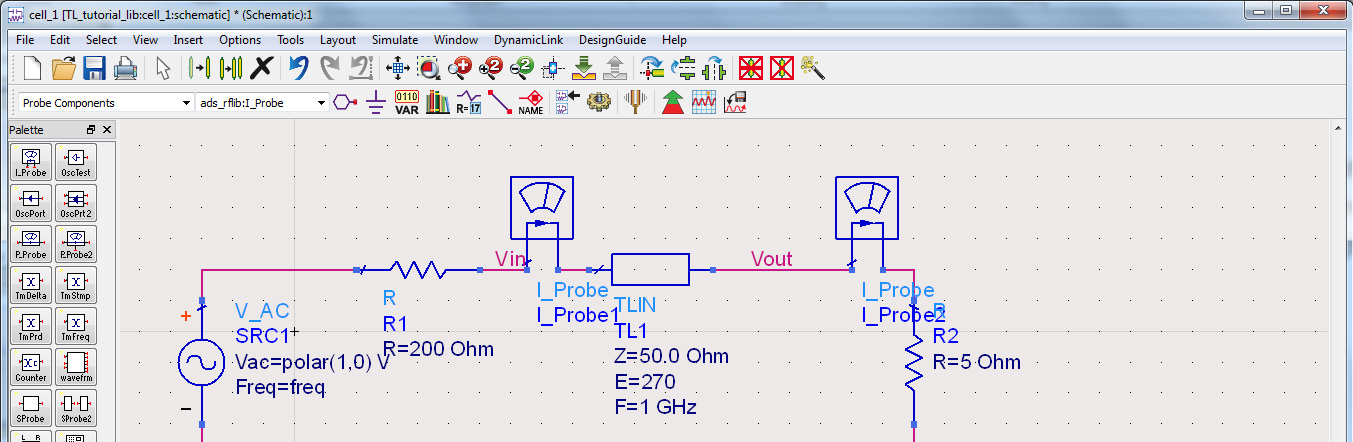 cell_1 [TL_tutorial_lib:cell_1:schematic] * (Schematic):1
File Edit Select View Insert Options Tools Layout Simulate Window DynamicLink DesignGuide Help
Probe Components ads_rflib:I_Probe 0110 VAR R=17 NAME
Palette
I_Probe OscTest
OscPort OscPrt2
P_Probe P_Probe2
TmDelta TmStmp
TmPrd TmFreq
Counter wavefrm
SProbe SProbe2
L R
Vin Vout
V_AC
SRC1
Vac=polar(1,0) V
Freq=freq
R
R1
R=200 Ohm
I_Probe
I_Probe1
TLIN
TL1
Z=50.0 Ohm
E=270
F=1 GHz
I_Probe
I_Probe2
R
R2
R=5 Ohm